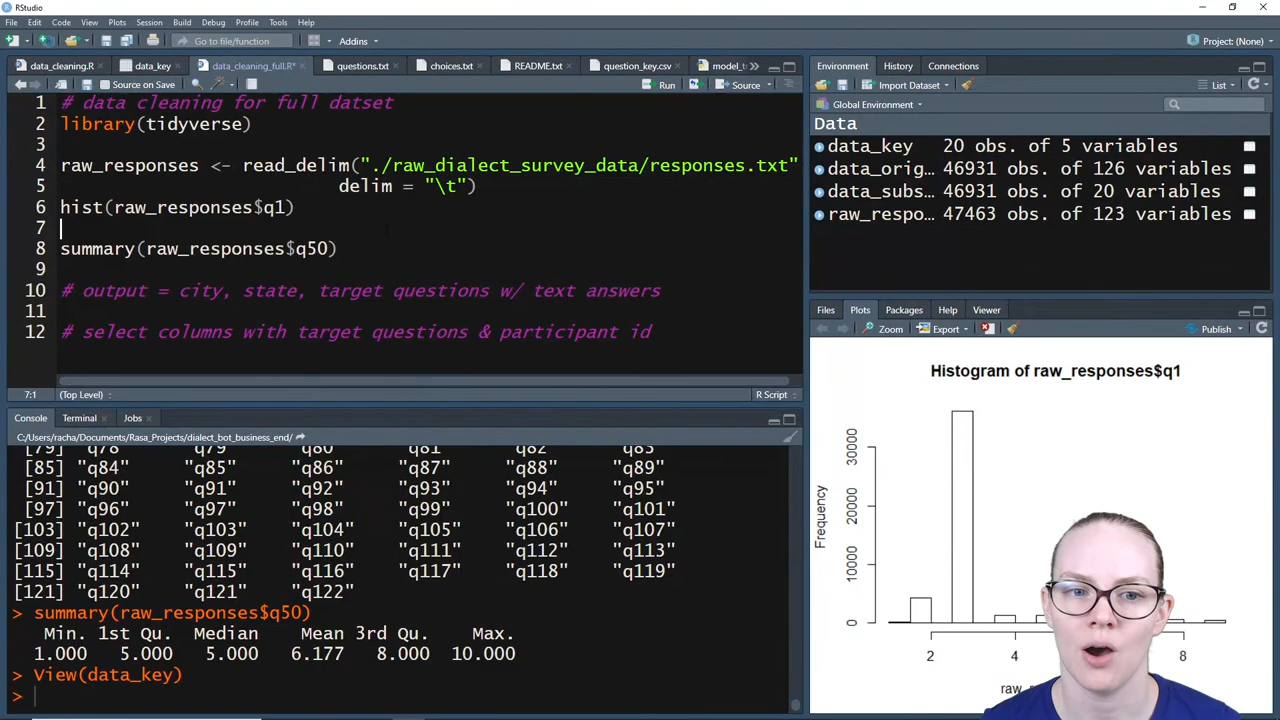 RStudio
File Edit Code View Plots Session Build Debug Profile Tools Help
Go to file/function Addins Project: (None)
data_cleaning.R data_key data_cleaning_full.R* questions.txt choices.txt README.txt question_key.csv model_t
Source on Save Run Source
1 # data cleaning for full datset
2 library(tidyverse)
3
4 raw_responses <- read_delim("./raw_dialect_survey_data/responses.txt"
5 delim = "\t")
6 hist(raw_responses$q1)
7
8 summary(raw_responses$q50)
9
10 # output = city, state, target questions w/ text answers
11
12 # select columns with target questions & participant id
7:1 (Top Level) R Script
Console Terminal Jobs
C:/Users/racha/Documents/Rasa_Projects/dialect_bot_business_end/
[79] "q78" "q79" "q80" "q81" "q82" "q83"
[85] "q84" "q85" "q86" "q87" "q88" "q89"
[91] "q90" "q91" "q92" "q93" "q94" "q95"
[97] "q96" "q97" "q98" "q99" "q100" "q101"
[103] "q102" "q103" "q104" "q105" "q106" "q107"
[109] "q108" "q109" "q110" "q111" "q112" "q113"
[115] "q114" "q115" "q116" "q117" "q118" "q119"
[121] "q120" "q121" "q122"
> summary(raw_responses$q50)
Min. 1st Qu. Median Mean 3rd Qu. Max.
1.000 5.000 5.000 6.177 8.000 10.000
> View(data_key)
>
Environment History Connections
Import Dataset List
Global Environment
Data
data_key 20 obs. of 5 variables
data_orig… 46931 obs. of 126 variables
data_subs… 46931 obs. of 20 variables
raw_respo… 47463 obs. of 123 variables
Files Plots Packages Help Viewer
Zoom Export Publish
Histogram of raw_responses$q1
Frequency
30000
20000
10000
0
2 4 8